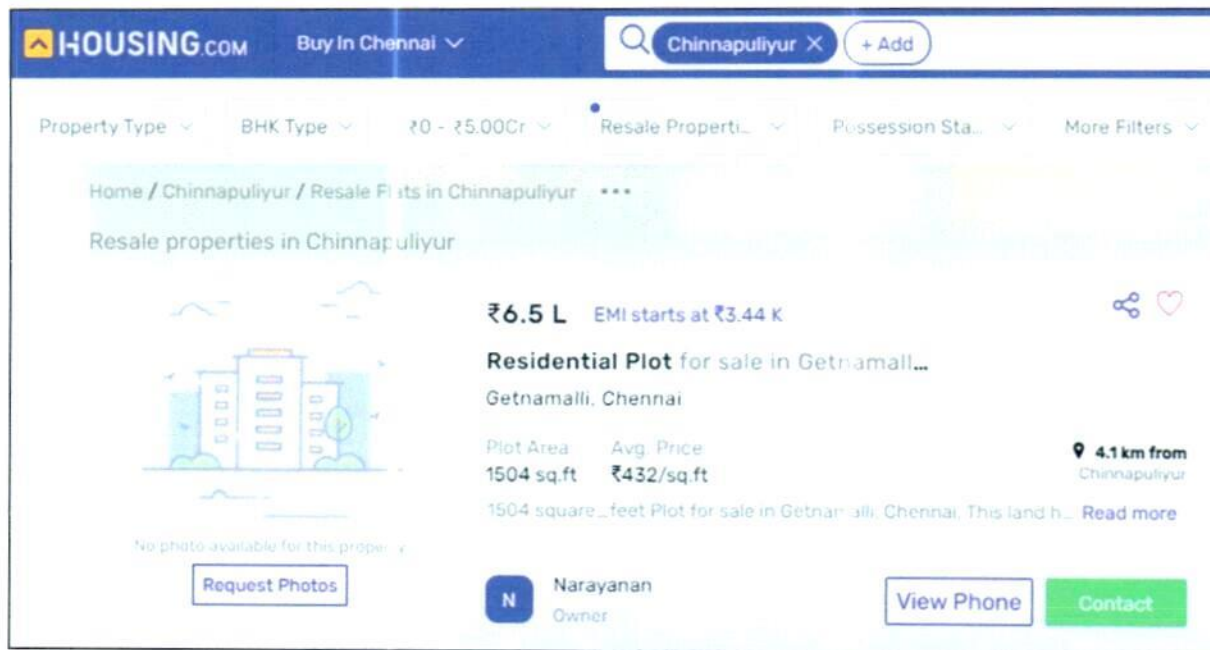 HOUSING.COM Buy In Chennai Chinnapuliyur × + Add
Property Type BHK Type ₹0 - ₹5.00Cr Resale Properti... Possession Sta... More Filters
Home / Chinnapuliyur / Resale Flats in Chinnapuliyur •••
Resale properties in Chinnapuliyur
₹6.5 L EMI starts at ₹3.44 K
Residential Plot for sale in Getnamall...
Getnamalli, Chennai
Plot Area Avg. Price
1504 sq.ft ₹432/sq.ft
4.1 km from
Chinnapuliyur
1504 square_feet Plot for sale in Getnamalli, Chennai. This land h... Read more
No photo available for this property
Request Photos
N
Narayanan
Owner
View Phone Contact